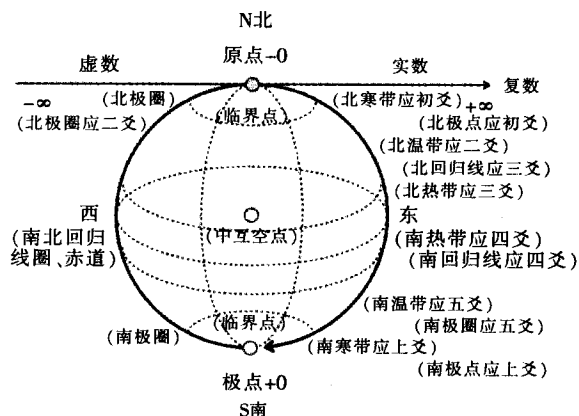 N北
原点-0
虚数
实数
复数
-∞
+∞
(北极圈)
(临界点)
(北寒带应初爻)
(北极圈应二爻)
(北极点应初爻)
(北温带应二爻)
(北回归线应三爻)
(北热带应三爻)
西
东
(南北回归
线圈、赤道)
(中互空点)
(南热带应四爻)
(南回归线应四爻)
(南温带应五爻)
(南极圈)
(临界点)
(南极圈应五爻)
(南寒带应上爻)
(南极点应上爻)
极点+0
S南